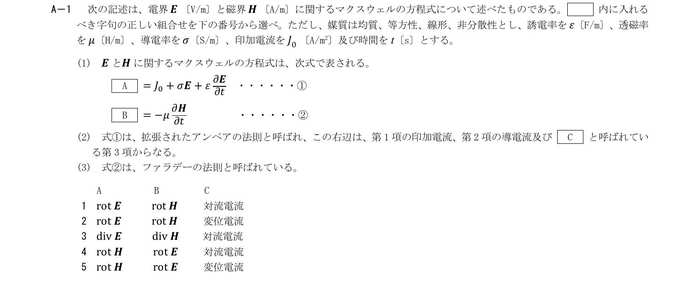 A－1 次の記述は、電界 E〔V/m〕と磁界 H〔A/m〕に関するマクスウェルの方程式について述べたものである。 内に入れる
べき字句の正しい組合せを下の番号から選べ。ただし、媒質は均質、等方性、線形、非分散性とし、誘電率を ε〔F/m〕、透磁率
を μ〔H/m〕、導電率を σ〔S/m〕、印加電流を J₀〔A/m²〕及び時間を t〔s〕とする。
(1) E と H に関するマクスウェルの方程式は、次式で表される。
A = J₀ + σE + ε ∂E/∂t ・・・・・・①
B = −μ ∂H/∂t ・・・・・・②
(2) 式①は、拡張されたアンペアの法則と呼ばれ、この右辺は、第１項の印加電流、第２項の導電流及び C と呼ばれてい
る第３項からなる。
(3) 式②は、ファラデーの法則と呼ばれている。
A B C
1 rot E rot H 対流電流
2 rot E rot H 変位電流
3 div E div H 対流電流
4 rot H rot E 対流電流
5 rot H rot E 変位電流